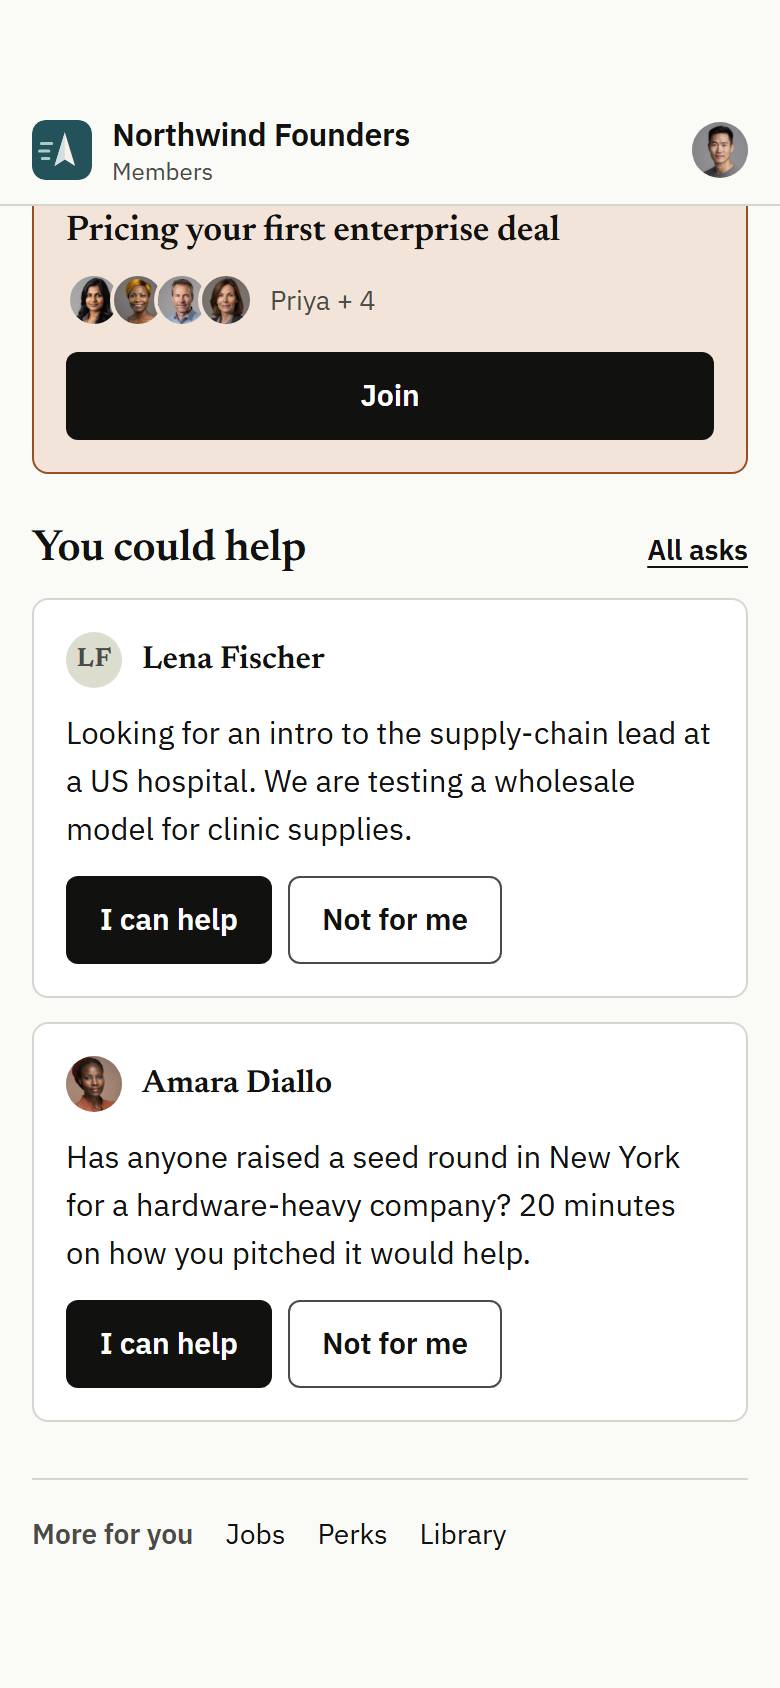 Northwind Founders
Members
Pricing your first enterprise deal
Priya + 4
Join
You could help
All asks
LF
Lena Fischer
Looking for an intro to the supply-chain lead at
a US hospital. We are testing a wholesale
model for clinic supplies.
I can help
Not for me
Amara Diallo
Has anyone raised a seed round in New York
for a hardware-heavy company? 20 minutes
on how you pitched it would help.
I can help
Not for me
More for you
Jobs
Perks
Library